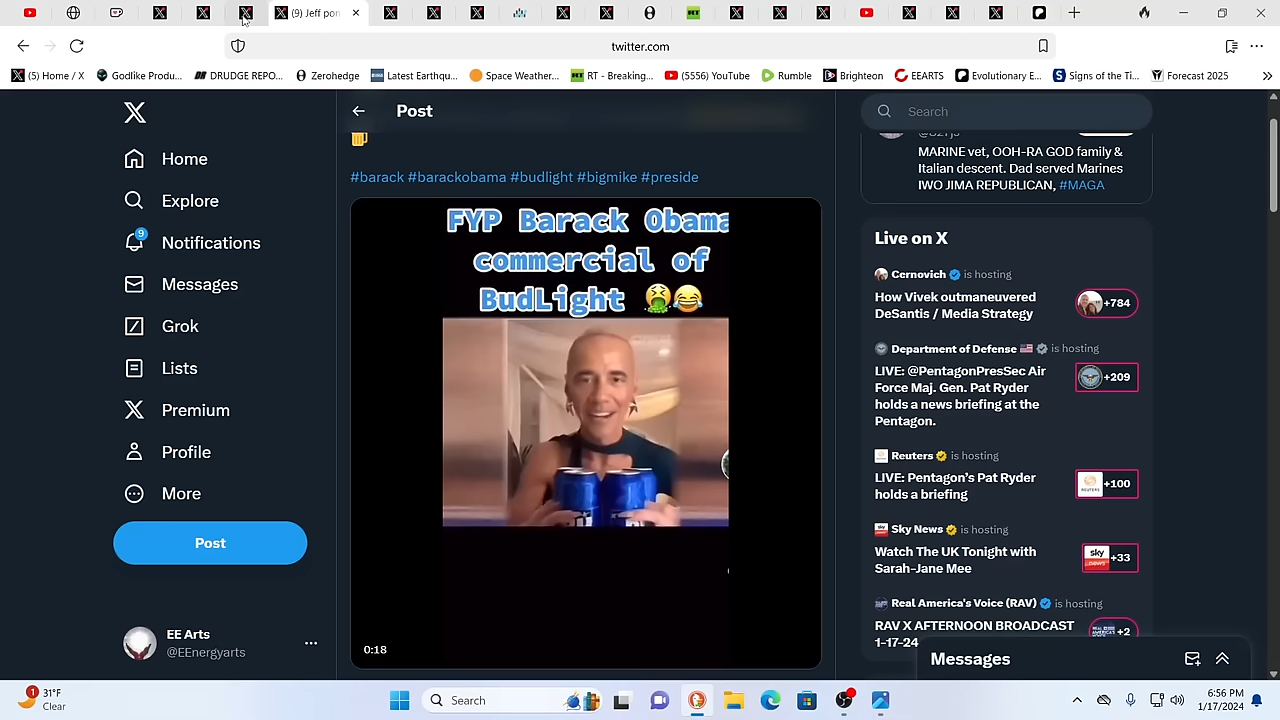 (9) Jeff pon
twitter.com
(5) Home / X
Godlike Produ...
DRUDGE REPO...
Zerohedge
Latest Earthqu...
Space Weather...
RT - Breaking...
(5556) YouTube
Rumble
Brighteon
EEARTS
Evolutionary E...
Signs of the Ti...
Forecast 2025
Home
Explore
9
Notifications
Messages
Grok
Lists
Premium
Profile
More
Post
EE Arts
@EEnergyarts
Post
#barack #barackobama #budlight #bigmike #preside
FYP Barack Obama
commercial of
BudLight 🤮😂
0:18
Search
MARINE vet, OOH-RA GOD family &
Italian descent. Dad served Marines
IWO JIMA REPUBLICAN, #MAGA
Live on X
Cernovich is hosting
How Vivek outmaneuvered
DeSantis / Media Strategy
+784
Department of Defense 🇺🇸 is hosting
LIVE: @PentagonPresSec Air
Force Maj. Gen. Pat Ryder
holds a news briefing at the
Pentagon.
+209
Reuters is hosting
LIVE: Pentagon's Pat Ryder
holds a briefing
REUTERS
+100
Sky News is hosting
Watch The UK Tonight with
Sarah-Jane Mee
sky news
+33
Real America's Voice (RAV) is hosting
RAV X AFTERNOON BROADCAST
1-17-24
+2
Messages
1
31°F
Clear
Search
6:56 PM
1/17/2024